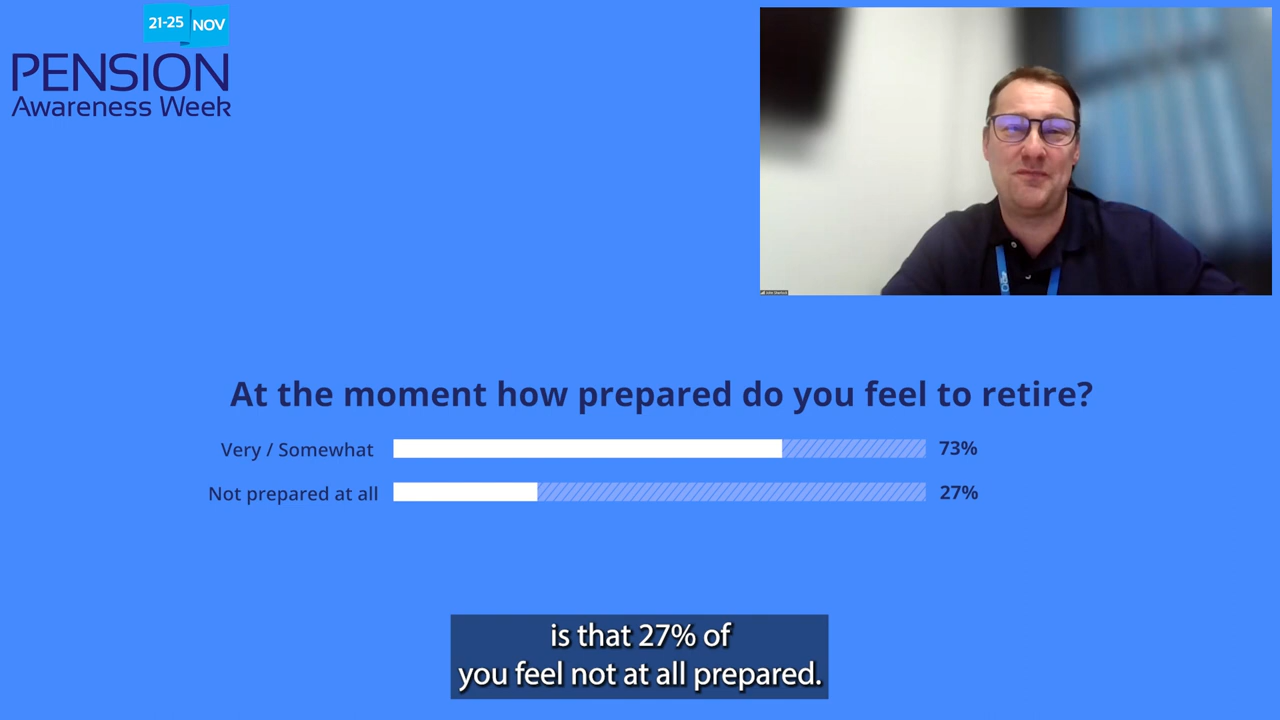 21-25 NOV
PENSION
Awareness Week
At the moment how prepared do you feel to retire?
Very / Somewhat 73%
Not prepared at all 27%
is that 27% of
you feel not at all prepared.